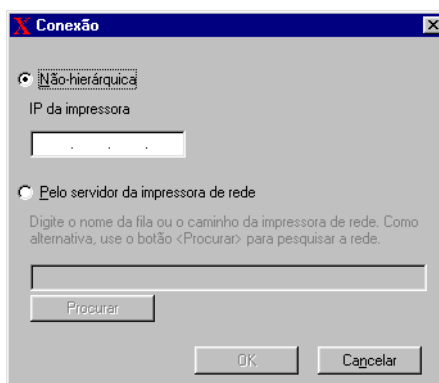 Conexão
Não-hierárquica
IP da impressora
. . .
Pelo servidor da impressora de rede
Digite o nome da fila ou o caminho da impressora de rede. Como
alternativa, use o botão <Procurar> para pesquisar a rede.
Procurar
OK Cancelar